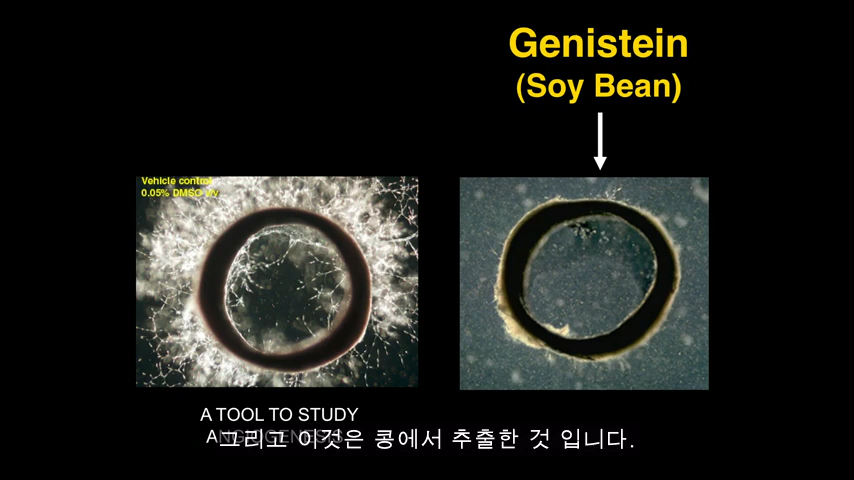 Genistein
(Soy Bean)
Vehicle control
0.05% DMSO v/v
A TOOL TO STUDY
ANGIOGENESIS
그리고 이것은 콩에서 추출한 것 입니다.